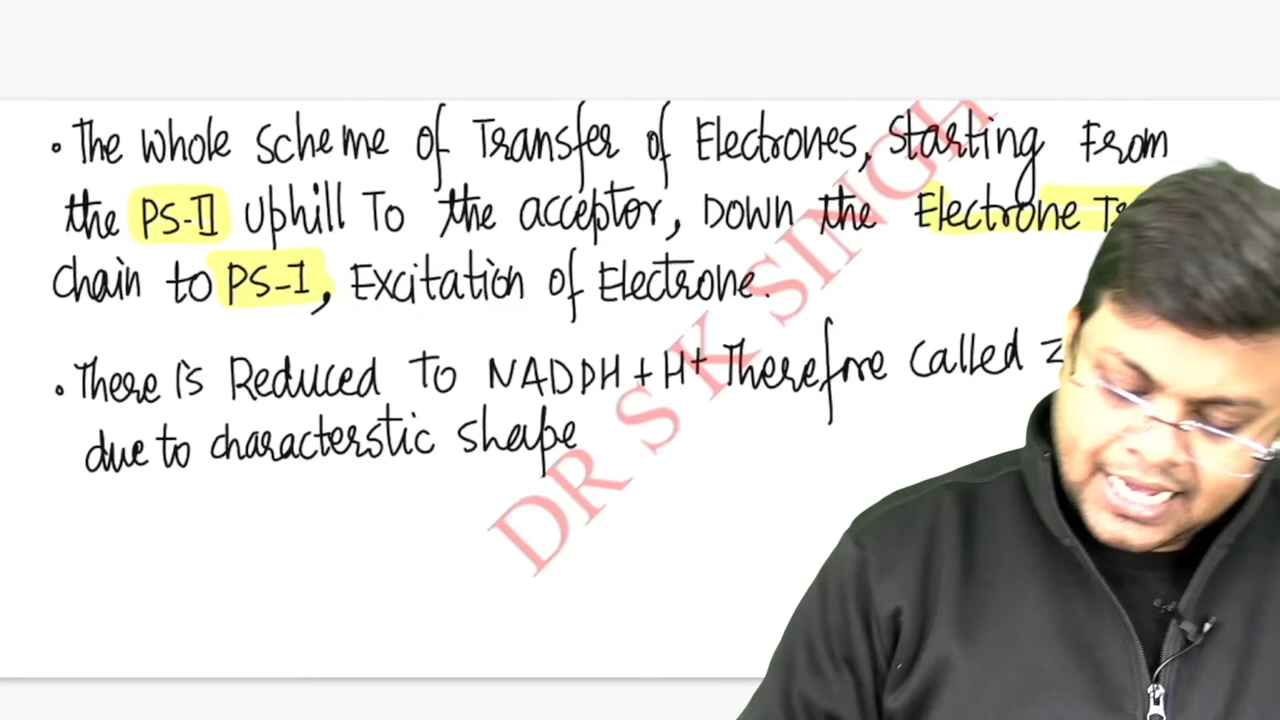 • The whole scheme of Transfer of Electrones, starting From
the PS-II Uphill To the acceptor, DOWN the Electrone
chain to PS-I, Excitation of Electrone.
• There is Reduced To NADPH + H+ Therefore called Z
due to characterstic shape
DR S K SINGH